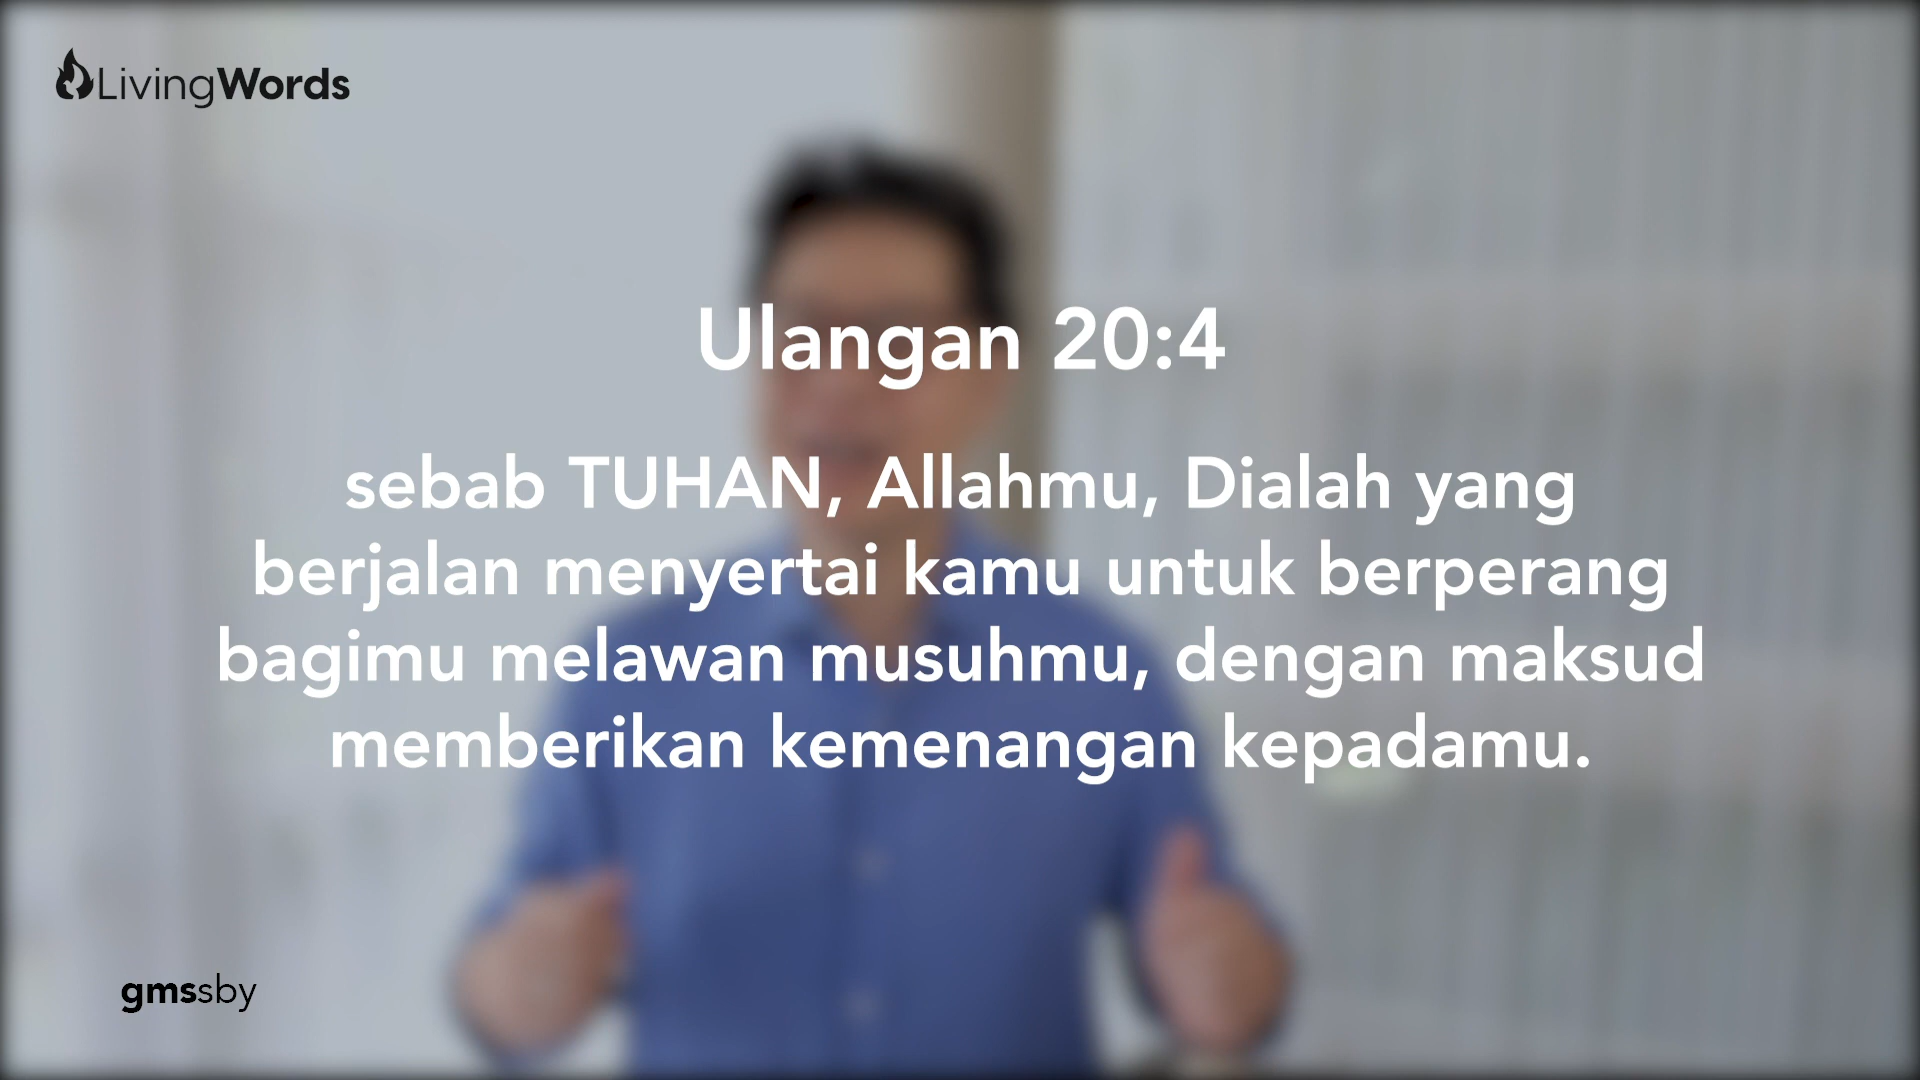 LivingWords
Ulangan 20:4
sebab TUHAN, Allahmu, Dialah yang
berjalan menyertai kamu untuk berperang
bagimu melawan musuhmu, dengan maksud
memberikan kemenangan kepadamu.
gmssby